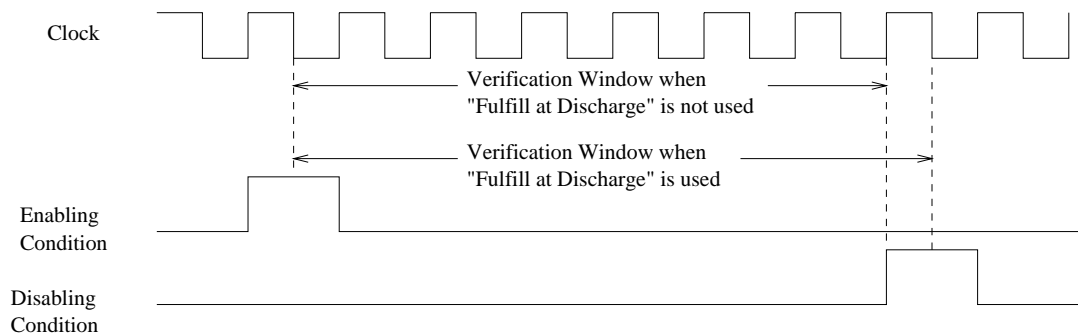 Clock
Verification Window when
"Fulfill at Discharge" is not used
Verification Window when
"Fulfill at Discharge" is used
Enabling
Condition
Disabling
Condition